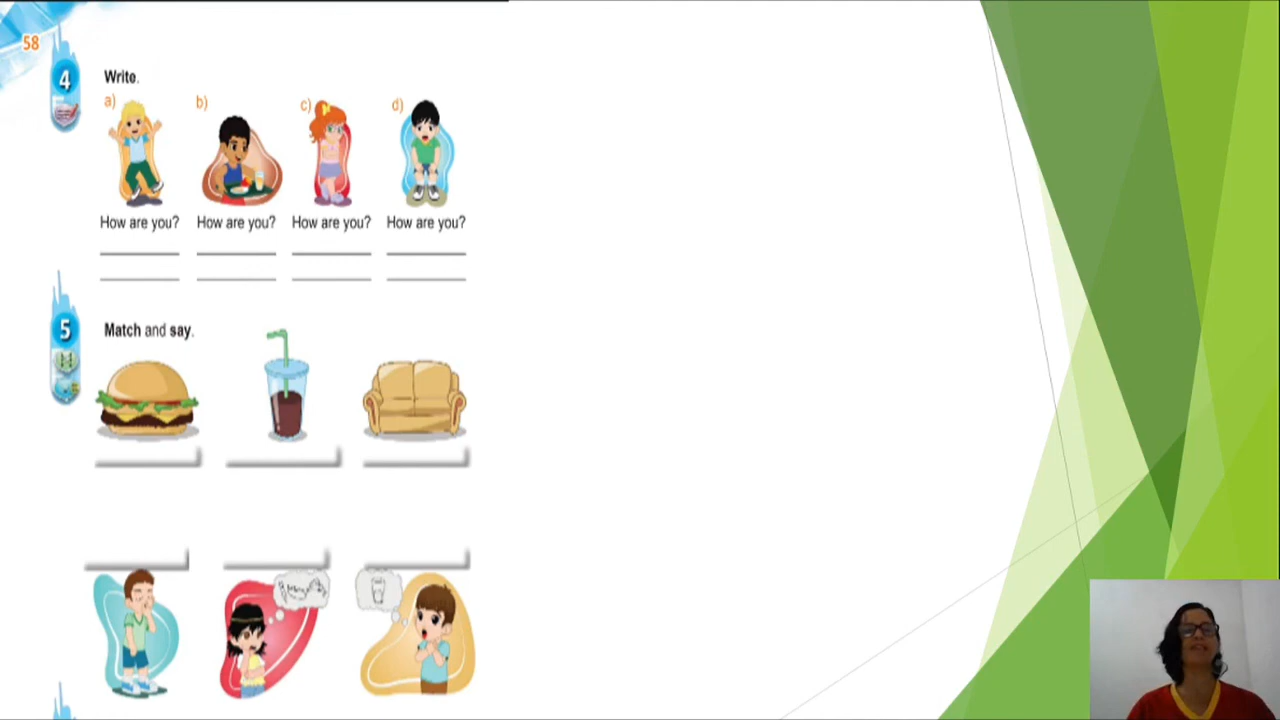 58
4
Write.
a) b) c) d)
How are you? How are you? How are you? How are you?
5
Match and say.